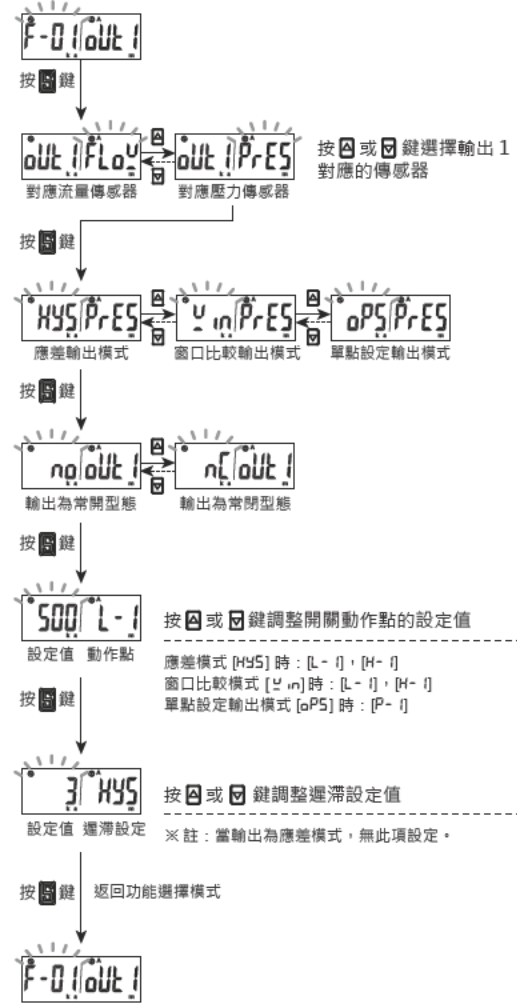 F-01 oUt 1
按 S 鍵
oUt 1 FLoW oUt 1 PrES
按 或 鍵選擇輸出 1
對應的傳感器
對應流量傳感器 對應壓力傳感器
按 S 鍵
HYS PrES Win PrES oPS PrES
應差輸出模式 窗口比較輸出模式 單點設定輸出模式
按 S 鍵
no oUt 1 nC oUt 1
輸出為常開型態 輸出為常閉型態
按 S 鍵
500 L-1
按 或 鍵調整開關動作點的設定值
設定值 動作點
應差模式 [HYS] 時：[L-1]，[H-1]
窗口比較模式 [Win] 時：[L-1]，[H-1]
單點設定輸出模式 [oPS] 時：[P-1]
按 S 鍵
3 HYS
按 或 鍵調整遲滯設定值
設定值 遲滯設定
※註：當輸出為應差模式，無此項設定。
按 S 鍵 返回功能選擇模式
F-01 oUt 1